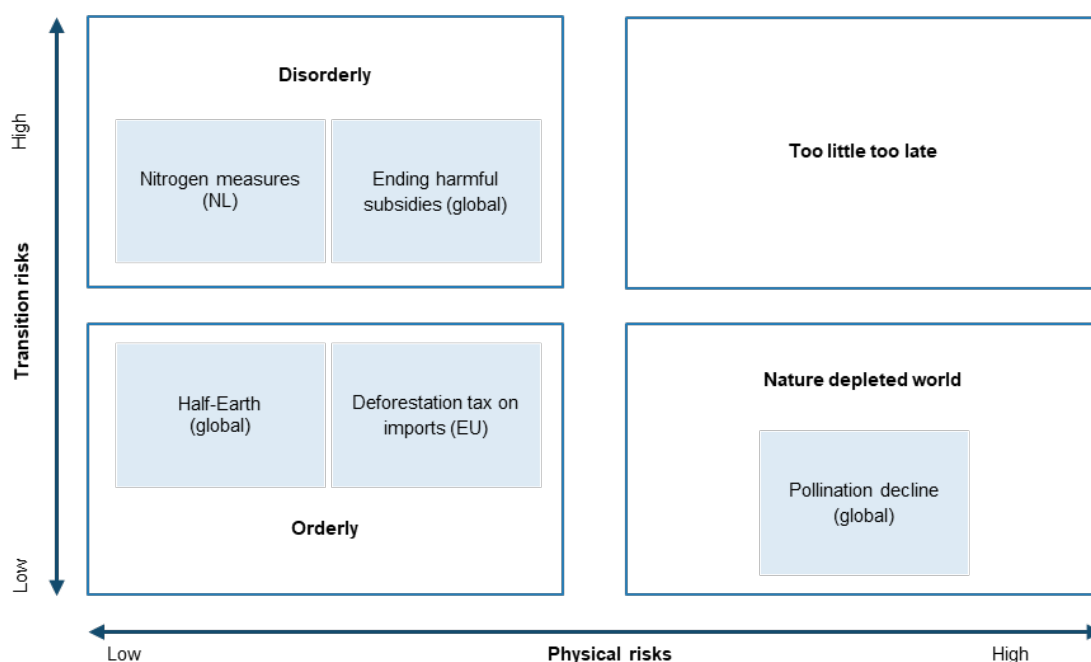 High
Transition risks
Low
Disorderly
Nitrogen measures
(NL)
Ending harmful
subsidies (global)
Too little too late
Half-Earth
(global)
Deforestation tax on
imports (EU)
Orderly
Nature depleted world
Pollination decline
(global)
Low
Physical risks
High